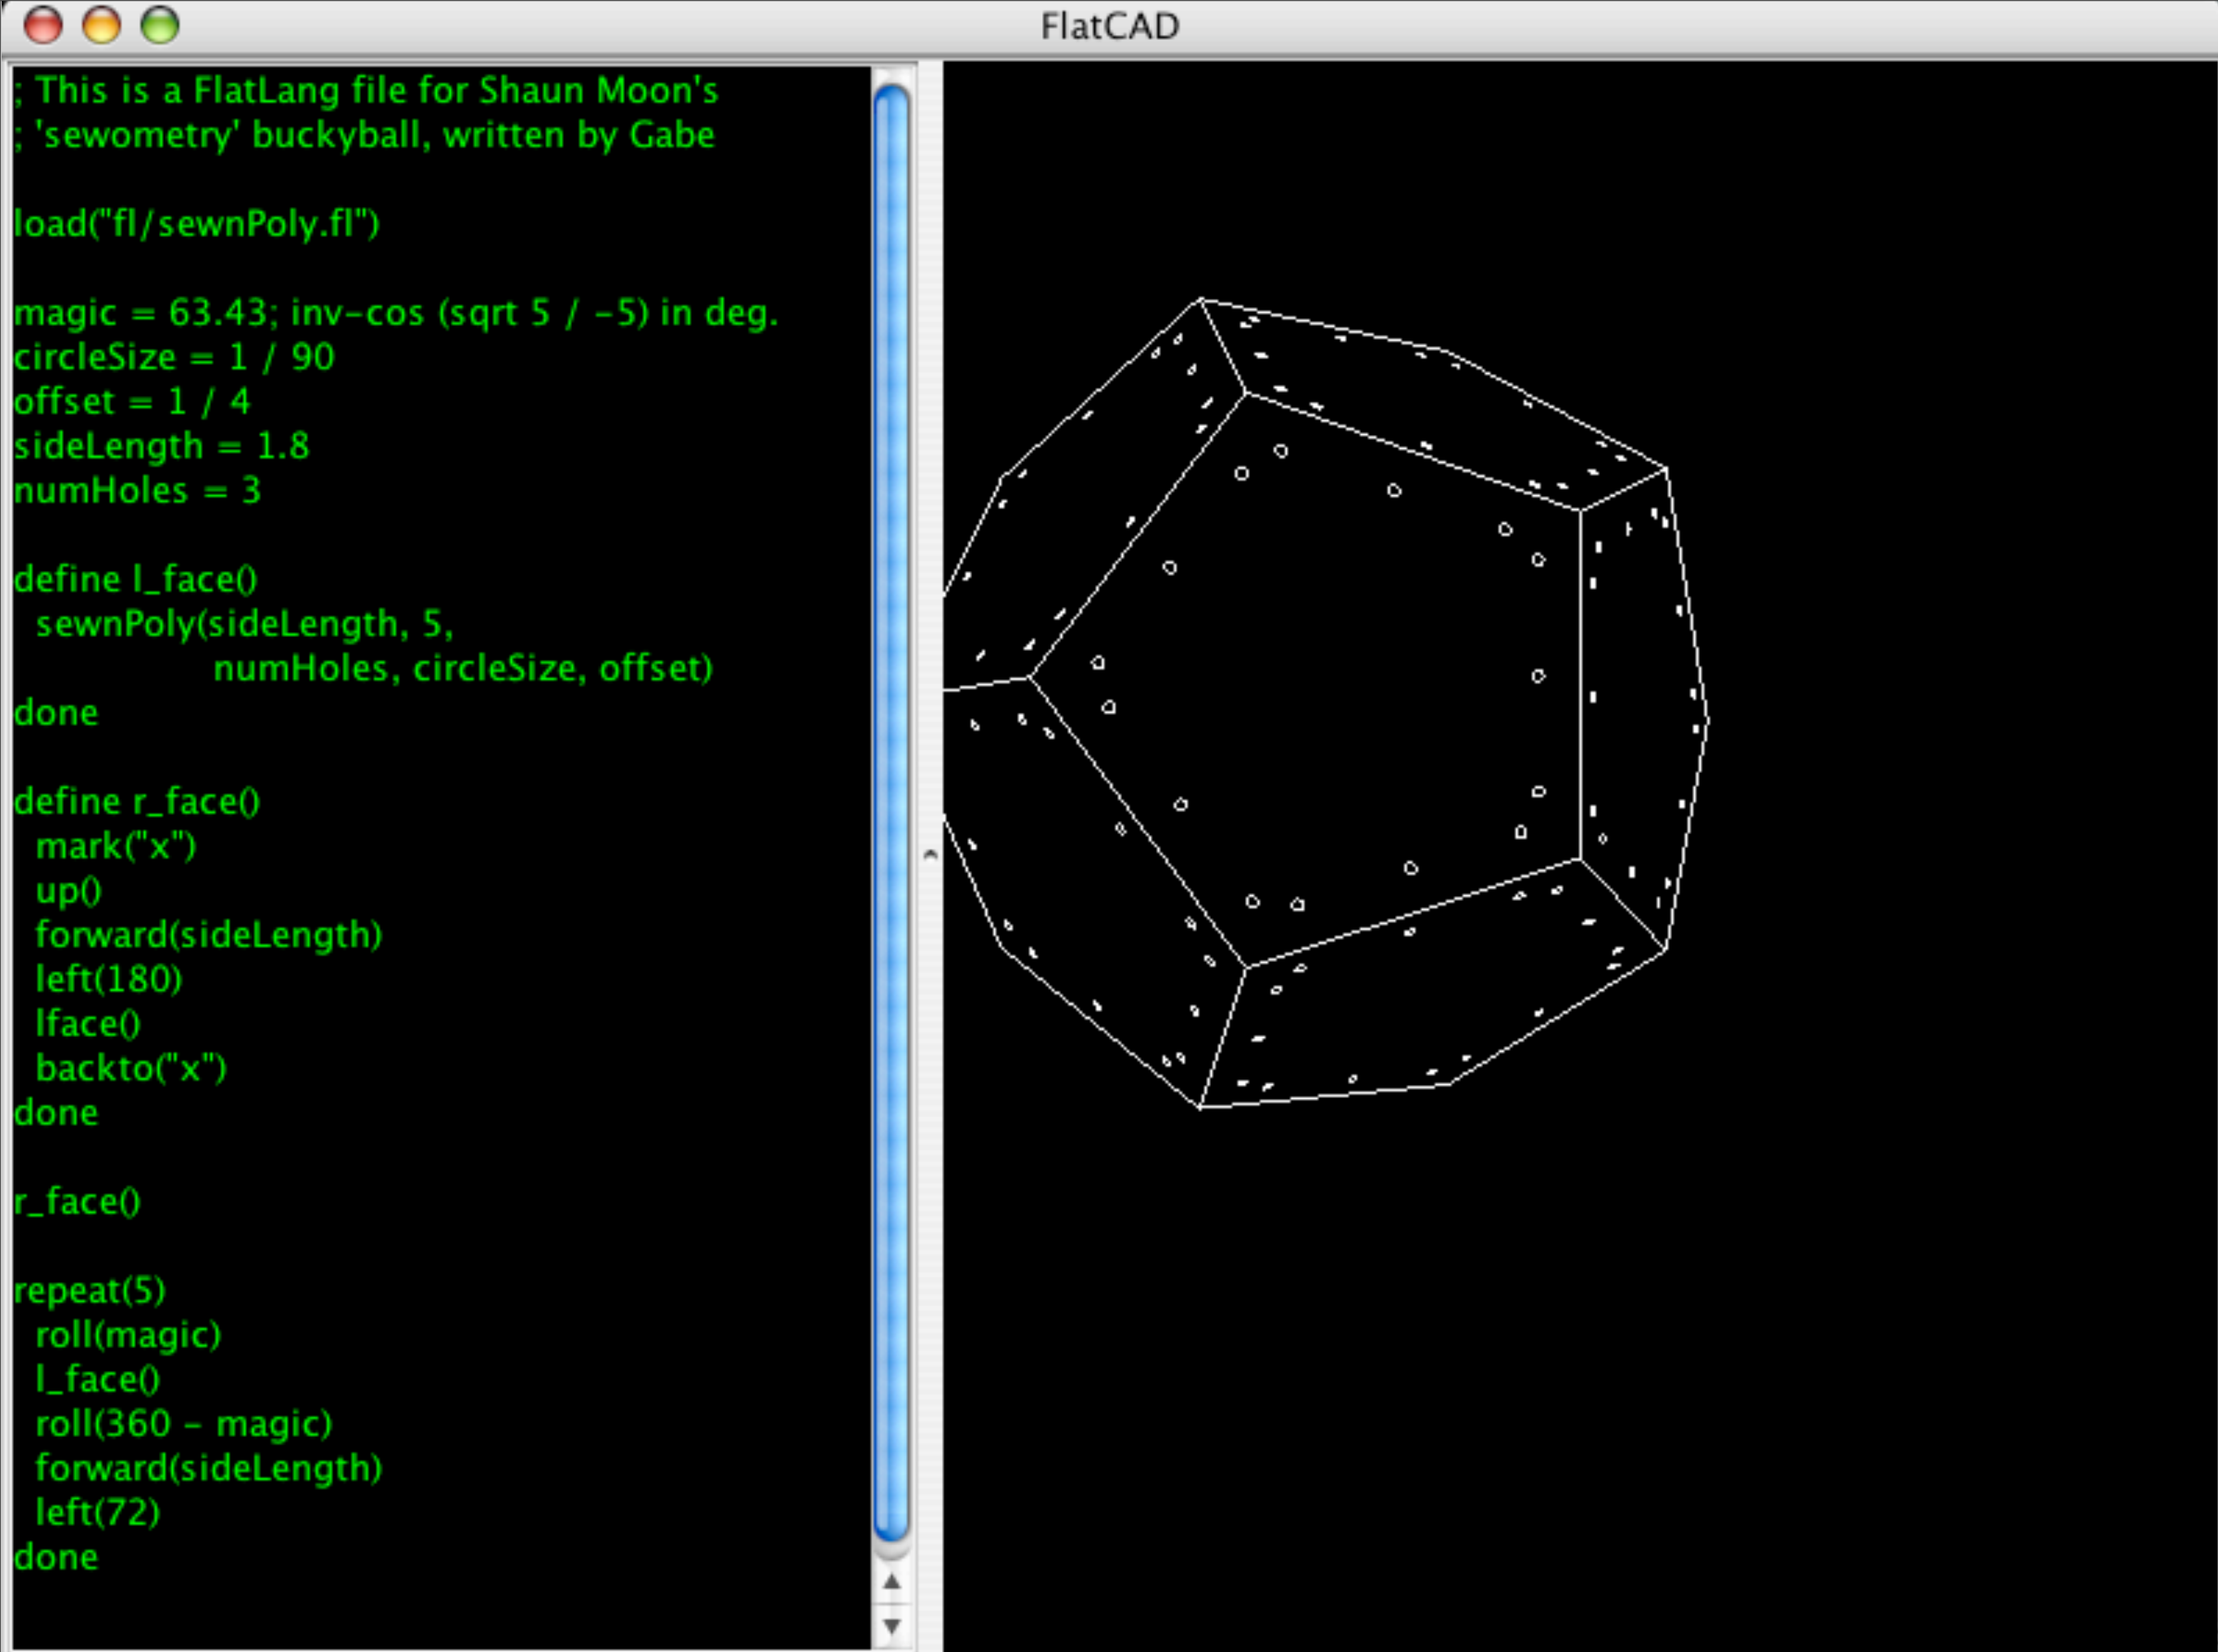 FlatCAD
; This is a FlatLang file for Shaun Moon's
; 'sewometry' buckyball, written by Gabe
load("fl/sewnPoly.fl")
magic = 63.43; inv-cos (sqrt 5 / -5) in deg.
circleSize = 1 / 90
offset = 1 / 4
sideLength = 1.8
numHoles = 3
define l_face()
sewnPoly(sideLength, 5,
numHoles, circleSize, offset)
done
define r_face()
mark("x")
up()
forward(sideLength)
left(180)
lface()
backto("x")
done
r_face()
repeat(5)
roll(magic)
l_face()
roll(360 - magic)
forward(sideLength)
left(72)
done